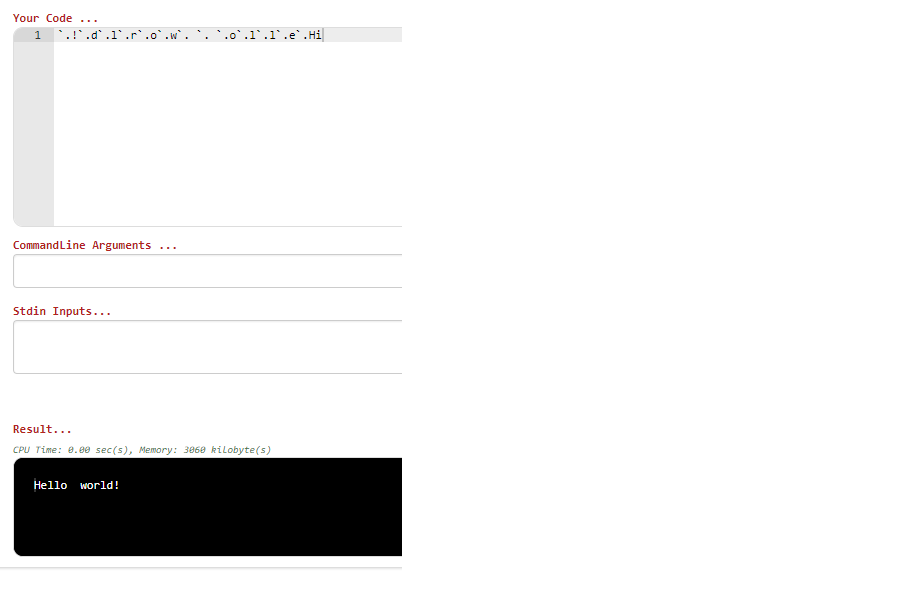 Your Code ...
1 `.!`.d`.l`.r`.o`.w`. `. `.o`.l`.l`.e`.Hi
CommandLine Arguments ...
Stdin Inputs...
Result...
CPU Time: 0.00 sec(s), Memory: 3060 kilobyte(s)
Hello  world!